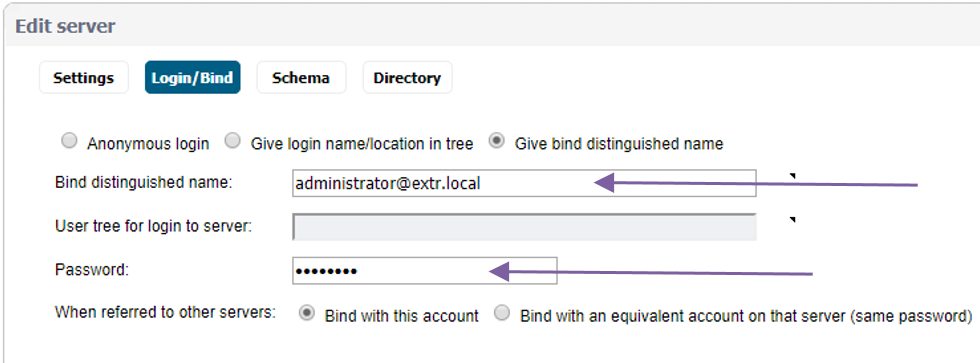 Edit server
Settings Login/Bind Schema Directory
Anonymous login Give login name/location in tree Give bind distinguished name
Bind distinguished name: administrator@extr.local
User tree for login to server:
Password: ••••••••
When referred to other servers: Bind with this account Bind with an equivalent account on that server (same password)